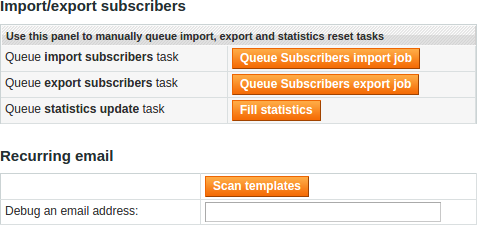 Import/export subscribers
Use this panel to manually queue import, export and statistics reset tasks
Queue import subscribers task
Queue Subscribers import job
Queue export subscribers task
Queue Subscribers export job
Queue statistics update task
Fill statistics
Recurring email
Scan templates
Debug an email address: